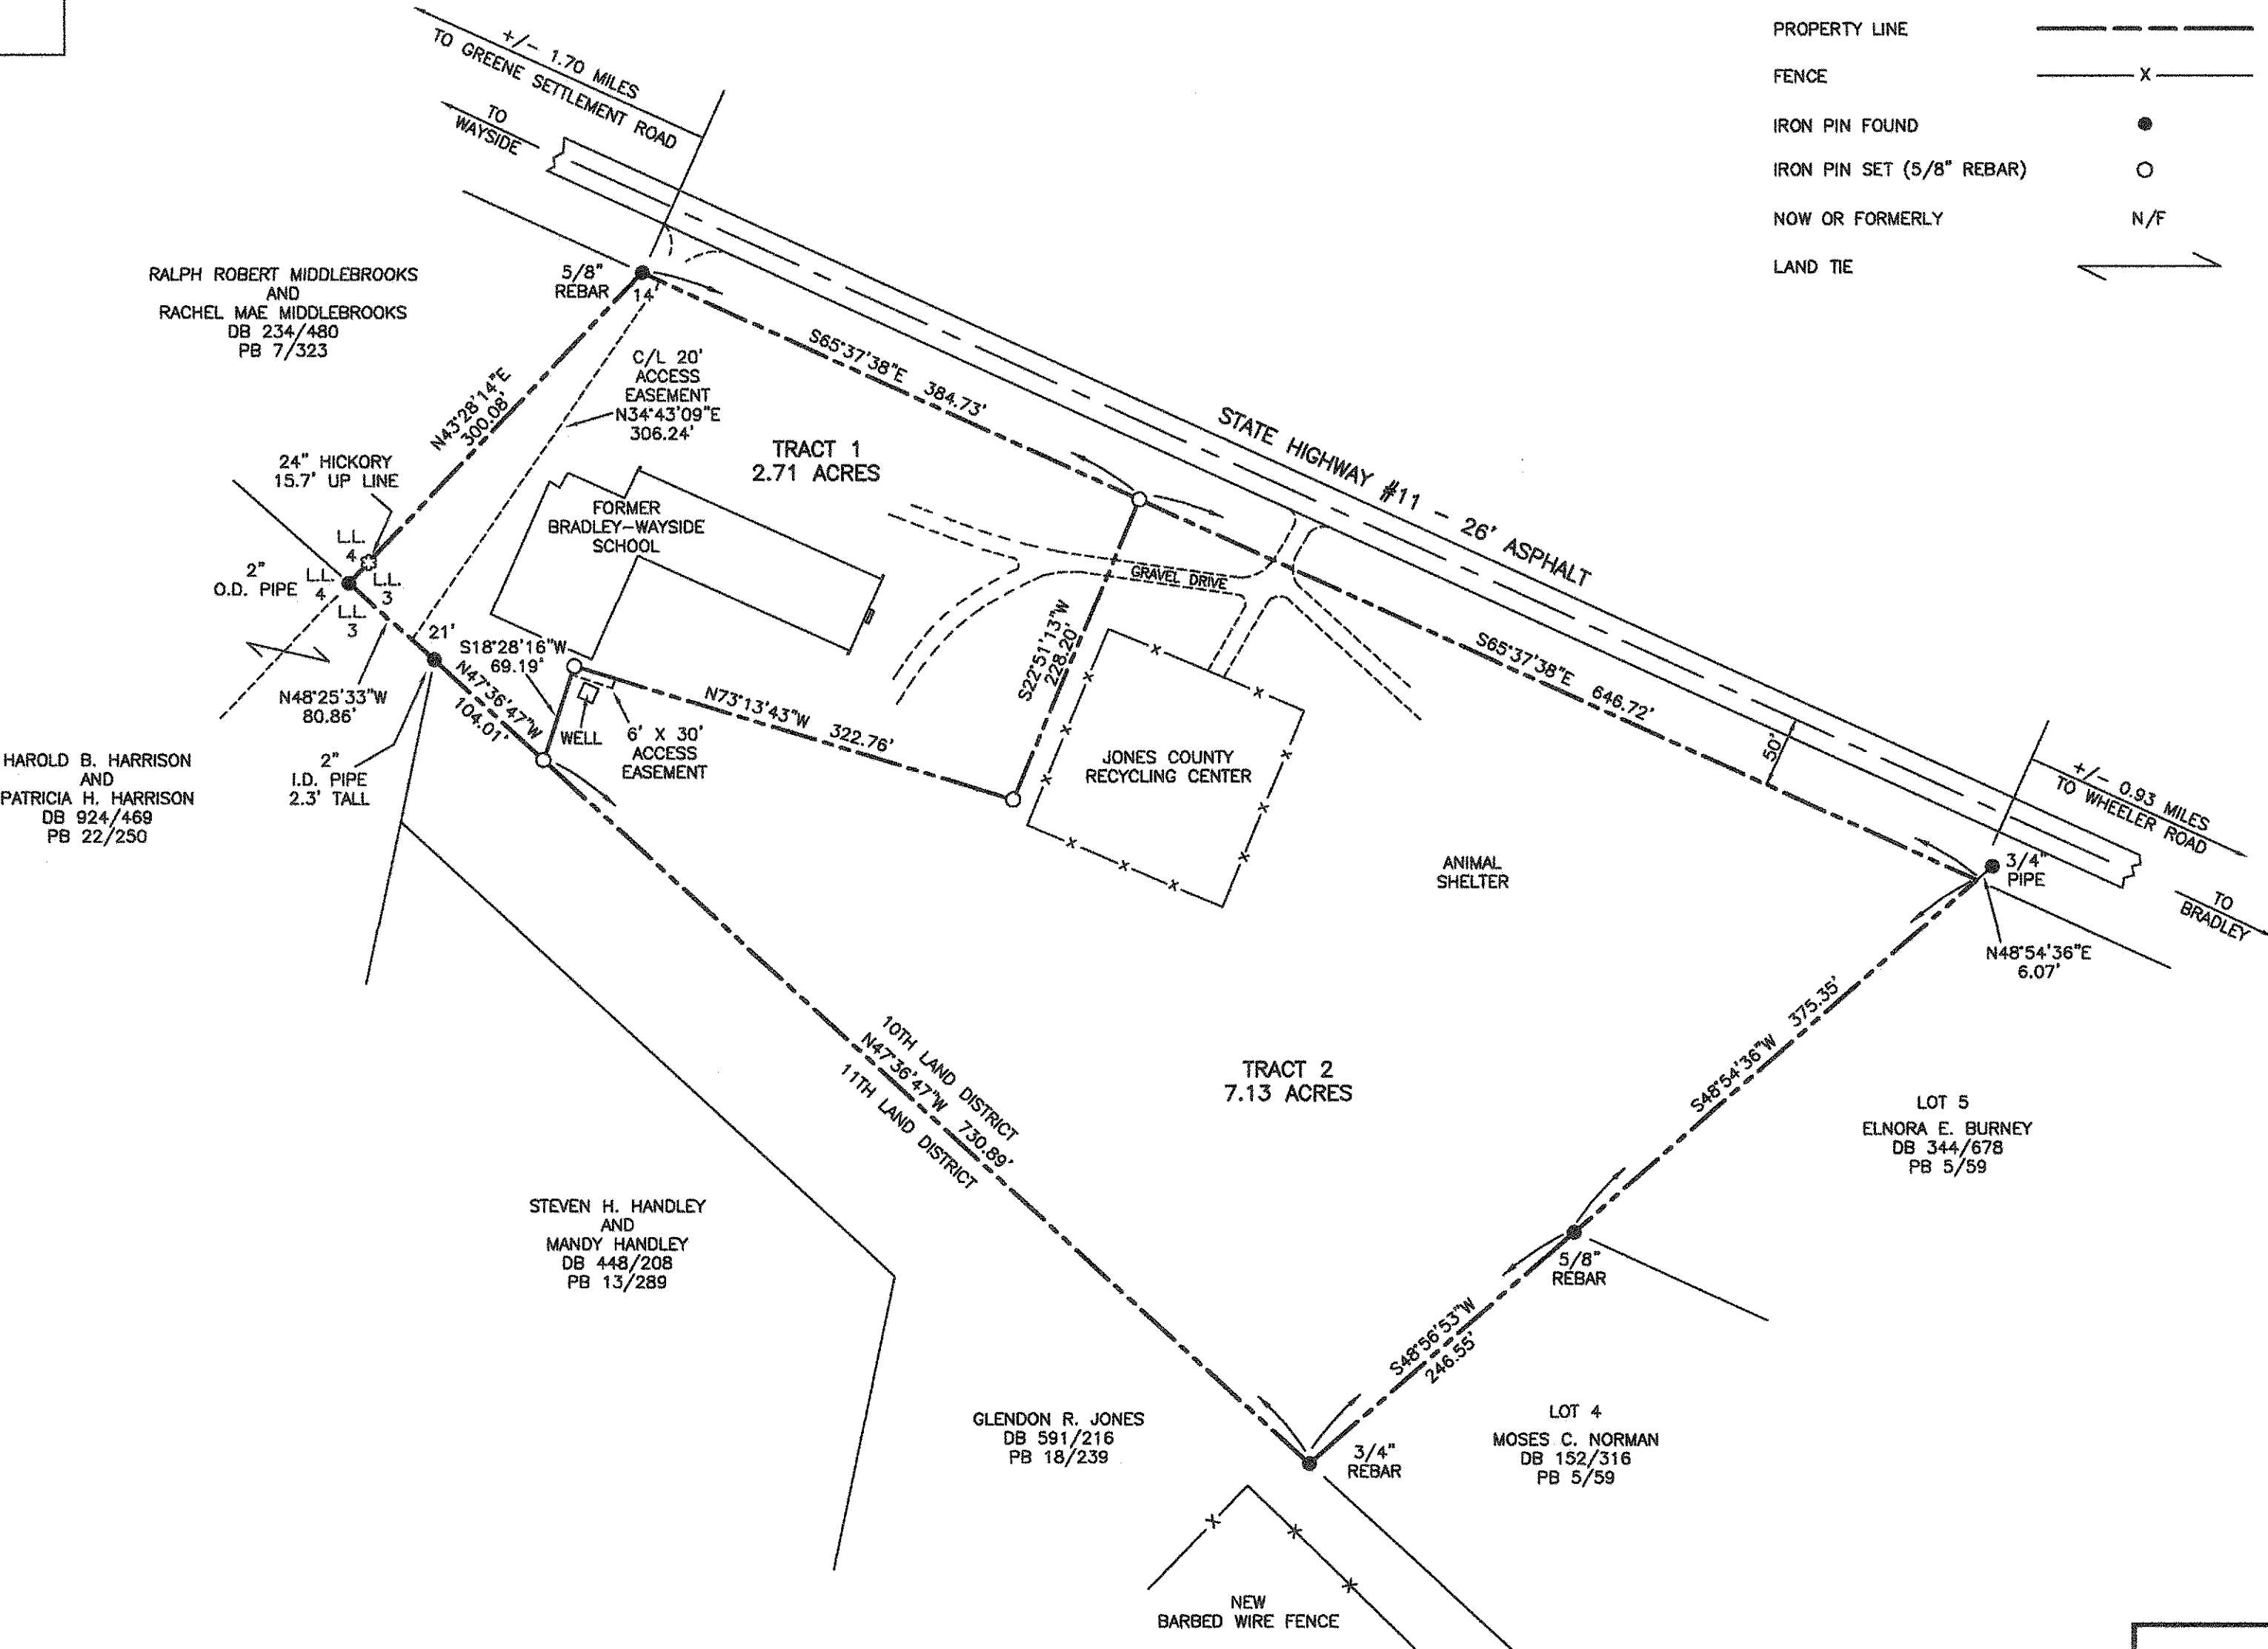 PROPERTY LINE
FENCE
X
IRON PIN FOUND
IRON PIN SET (5/8" REBAR)
NOW OR FORMERLY
N/F
LAND TIE
+/- 1.70 MILES
TO GREENE SETTLEMENT ROAD
TO
WAYSIDE
RALPH ROBERT MIDDLEBROOKS
AND
RACHEL MAE MIDDLEBROOKS
DB 234/480
PB 7/323
5/8"
REBAR
14'
S65°37'38"E 384.73'
C/L 20'
ACCESS
EASEMENT
N34°43'09"E
306.24'
N43°28'14"E
300.08'
TRACT 1
2.71 ACRES
STATE HIGHWAY #11 - 26' ASPHALT
24" HICKORY
15.7' UP LINE
FORMER
BRADLEY-WAYSIDE
SCHOOL
L.L.
4
2"
O.D. PIPE
L.L.
4
L.L.
3
L.L.
3
GRAVEL DRIVE
21'
S18°28'16"W
69.19'
S22°51'13"W
228.20'
S65°37'38"E 646.72'
N48°25'33"W
80.86'
N47°36'47"W
104.01'
N73°13'43"W 322.76'
WELL
6' X 30'
ACCESS
EASEMENT
50'
JONES COUNTY
RECYCLING CENTER
HAROLD B. HARRISON
AND
PATRICIA H. HARRISON
DB 924/469
PB 22/250
2"
I.D. PIPE
2.3' TALL
+/- 0.93 MILES
TO WHEELER ROAD
ANIMAL
SHELTER
3/4"
PIPE
TO
BRADLEY
N48°54'36"E
6.07'
10TH LAND DISTRICT
N47°36'47"W 730.89'
11TH LAND DISTRICT
TRACT 2
7.13 ACRES
S48°54'36"W 375.35'
LOT 5
ELNORA E. BURNEY
DB 344/678
PB 5/59
STEVEN H. HANDLEY
AND
MANDY HANDLEY
DB 448/208
PB 13/289
5/8"
REBAR
S48°56'53"W
246.55'
GLENDON R. JONES
DB 591/216
PB 18/239
3/4"
REBAR
LOT 4
MOSES C. NORMAN
DB 152/316
PB 5/59
NEW
BARBED WIRE FENCE